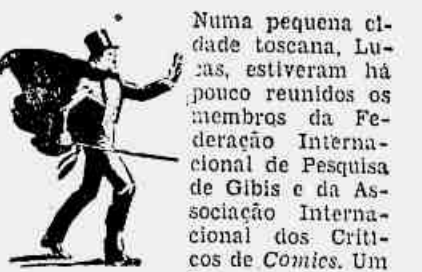 Numa pequena ci-
dade toscana, Lu-
cas, estiveram há
pouco reunidos os
membros da Fe-
deração Interna-
cional de Pesquisa
de Gibis e da As-
sociação Interna-
cional dos Críti-
cos de Comics. Um